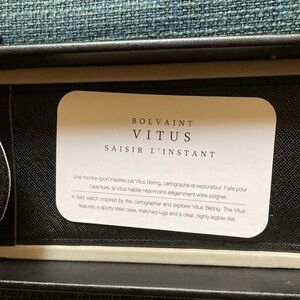 BOLVAINT
VITUS
SAISIR L'INSTANT
Une montre sport inspirée par Vitus Bering, cartographe et explorateur. Faite pour
l'aventure, la Vitus habille néanmoins élégamment votre poignet.
A field watch inspired by the cartographer and explorer Vitus Bering. The Vitus
features a sporty steel case, matched lugs and a clear, highly legible dial.